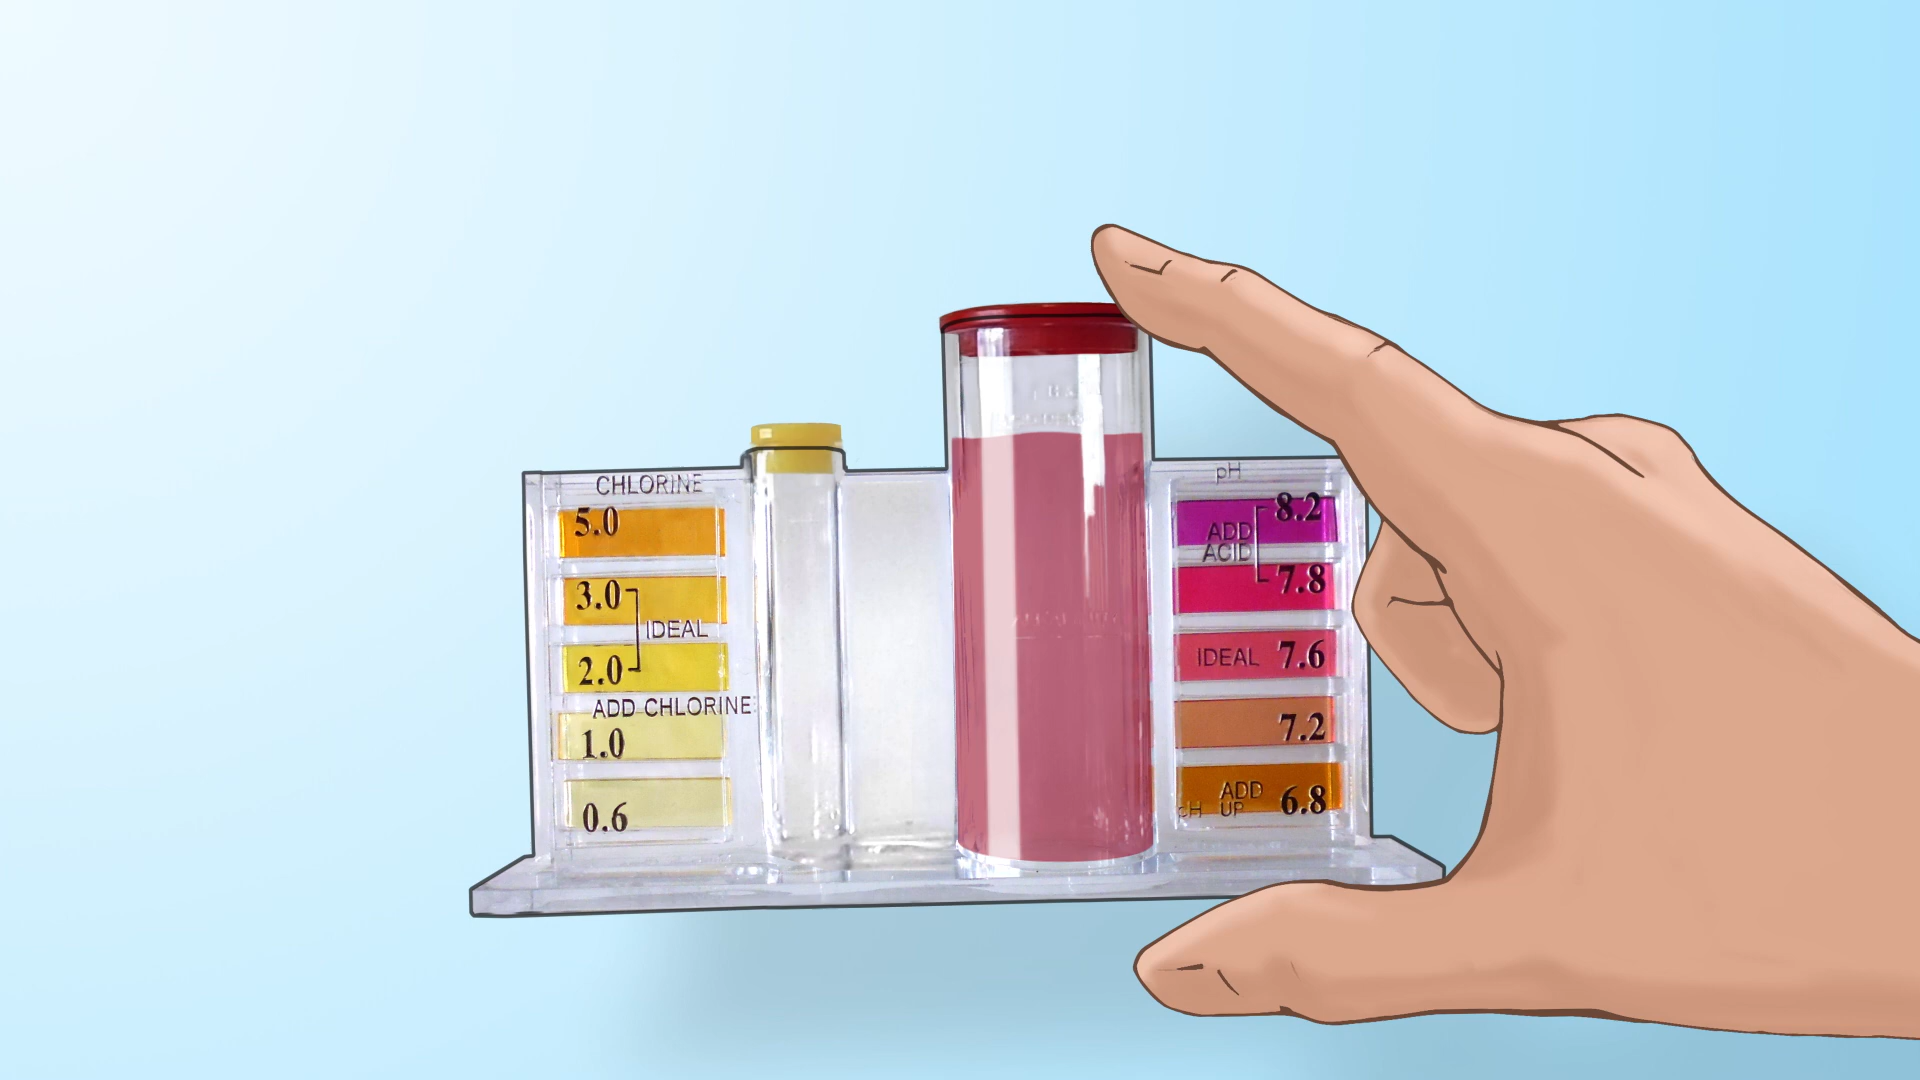 CHLORINE
5.0
3.0
IDEAL
2.0
ADD CHLORINE
1.0
0.6
pH
8.2
ADD
ACID
7.8
IDEAL 7.6
7.2
ADD
UP 6.8